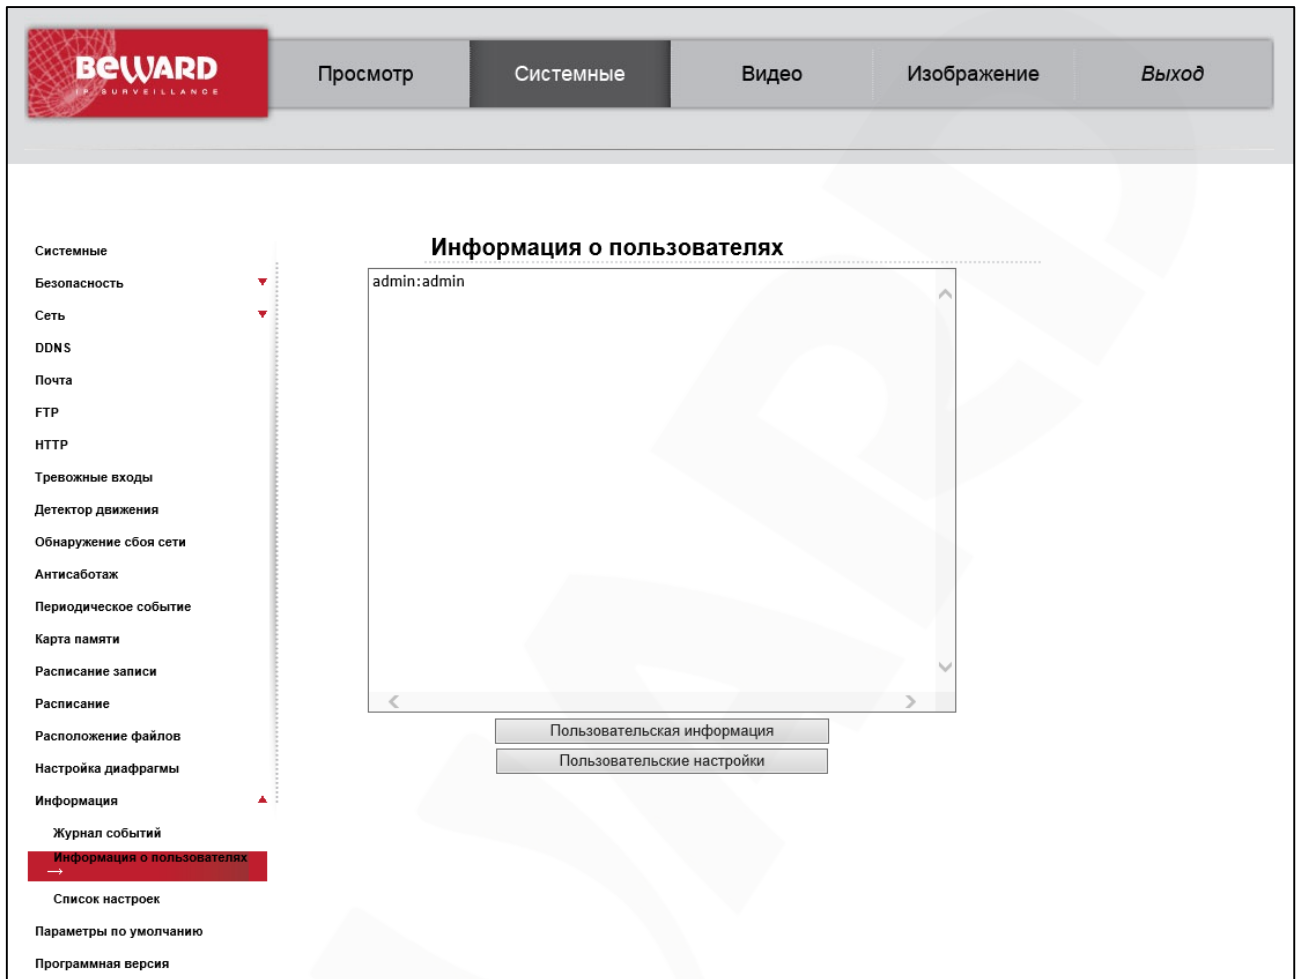 BEWARD
IP SURVEILLANCE
Просмотр
Системные
Видео
Изображение
Выход
Информация о пользователях
admin:admin
Пользовательская информация
Пользовательские настройки
Системные
Безопасность
Сеть
DDNS
Почта
FTP
HTTP
Тревожные входы
Детектор движения
Обнаружение сбоя сети
Антисаботаж
Периодическое событие
Карта памяти
Расписание записи
Расписание
Расположение файлов
Настройка диафрагмы
Информация
Журнал событий
Информация о пользователях
Список настроек
Параметры по умолчанию
Программная версия